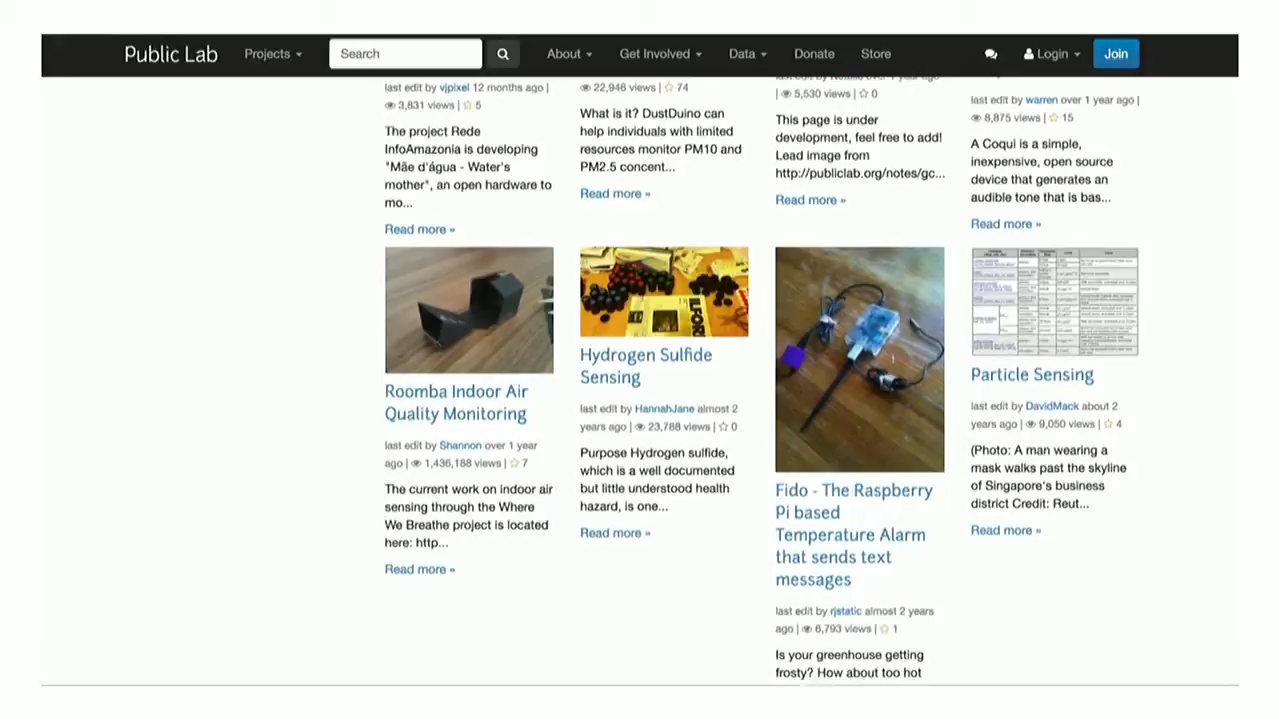 Public Lab Projects Search About Get Involved Data Donate Store Login Join
last edit by vjpixel 12 months ago |
3,831 views | 5
The project Rede
InfoAmazonia is developing
"Mãe d'água - Water's
mother", an open hardware to
mo...
Read more »
22,946 views | 74
What is it? DustDuino can
help individuals with limited
resources monitor PM10 and
PM2.5 concent...
Read more »
5,530 views | 0
This page is under
development, feel free to add!
Lead image from
http://publiclab.org/notes/gc...
Read more »
last edit by warren over 1 year ago |
8,875 views | 15
A Coqui is a simple,
inexpensive, open source
device that generates an
audible tone that is bas...
Read more »
Roomba Indoor Air
Quality Monitoring
last edit by Shannon over 1 year
ago | 1,436,188 views | 7
The current work on indoor air
sensing through the Where
We Breathe project is located
here: http...
Read more »
ILFORD
Hydrogen Sulfide
Sensing
last edit by HannahJane almost 2
years ago | 23,788 views | 0
Purpose Hydrogen sulfide,
which is a well documented
but little understood health
hazard, is one...
Read more »
Fido - The Raspberry
Pi based
Temperature Alarm
that sends text
messages
last edit by rjstatic almost 2 years
ago | 6,793 views | 1
Is your greenhouse getting
frosty? How about too hot
Particle Sensing
last edit by DavidMack about 2
years ago | 9,050 views | 4
(Photo: A man wearing a
mask walks past the skyline
of Singapore's business
district Credit: Reut...
Read more »